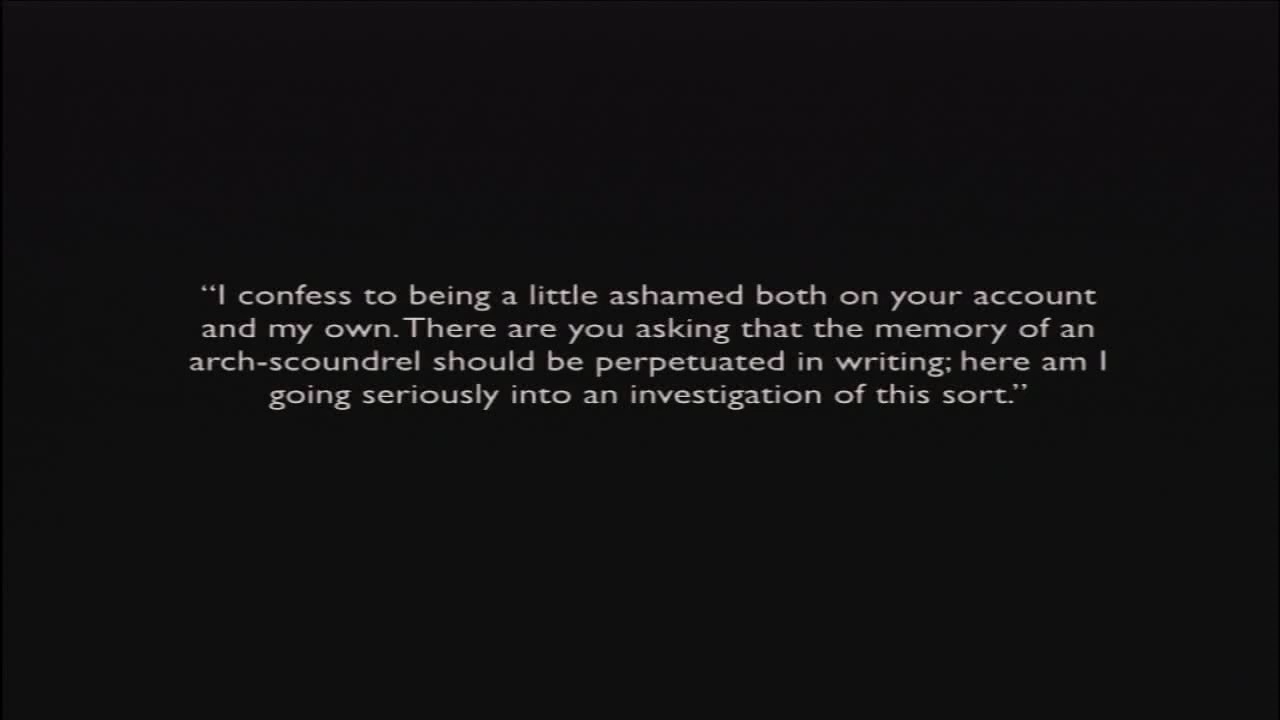 “I confess to being a little ashamed both on your account
and my own. There are you asking that the memory of an
arch-scoundrel should be perpetuated in writing; here am I
going seriously into an investigation of this sort.”